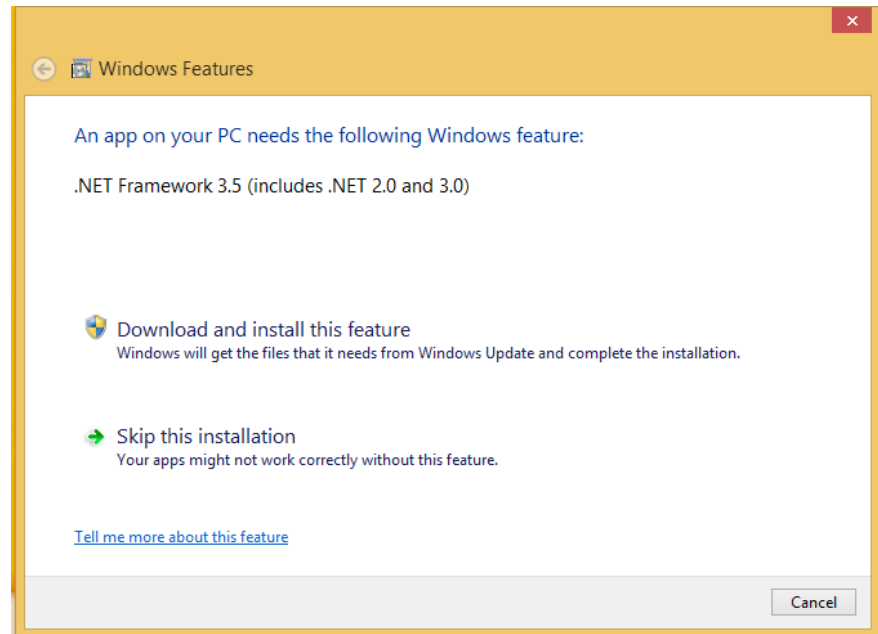 Windows Features
An app on your PC needs the following Windows feature:
.NET Framework 3.5 (includes .NET 2.0 and 3.0)
Download and install this feature
Windows will get the files that it needs from Windows Update and complete the installation.
Skip this installation
Your apps might not work correctly without this feature.
Tell me more about this feature
Cancel